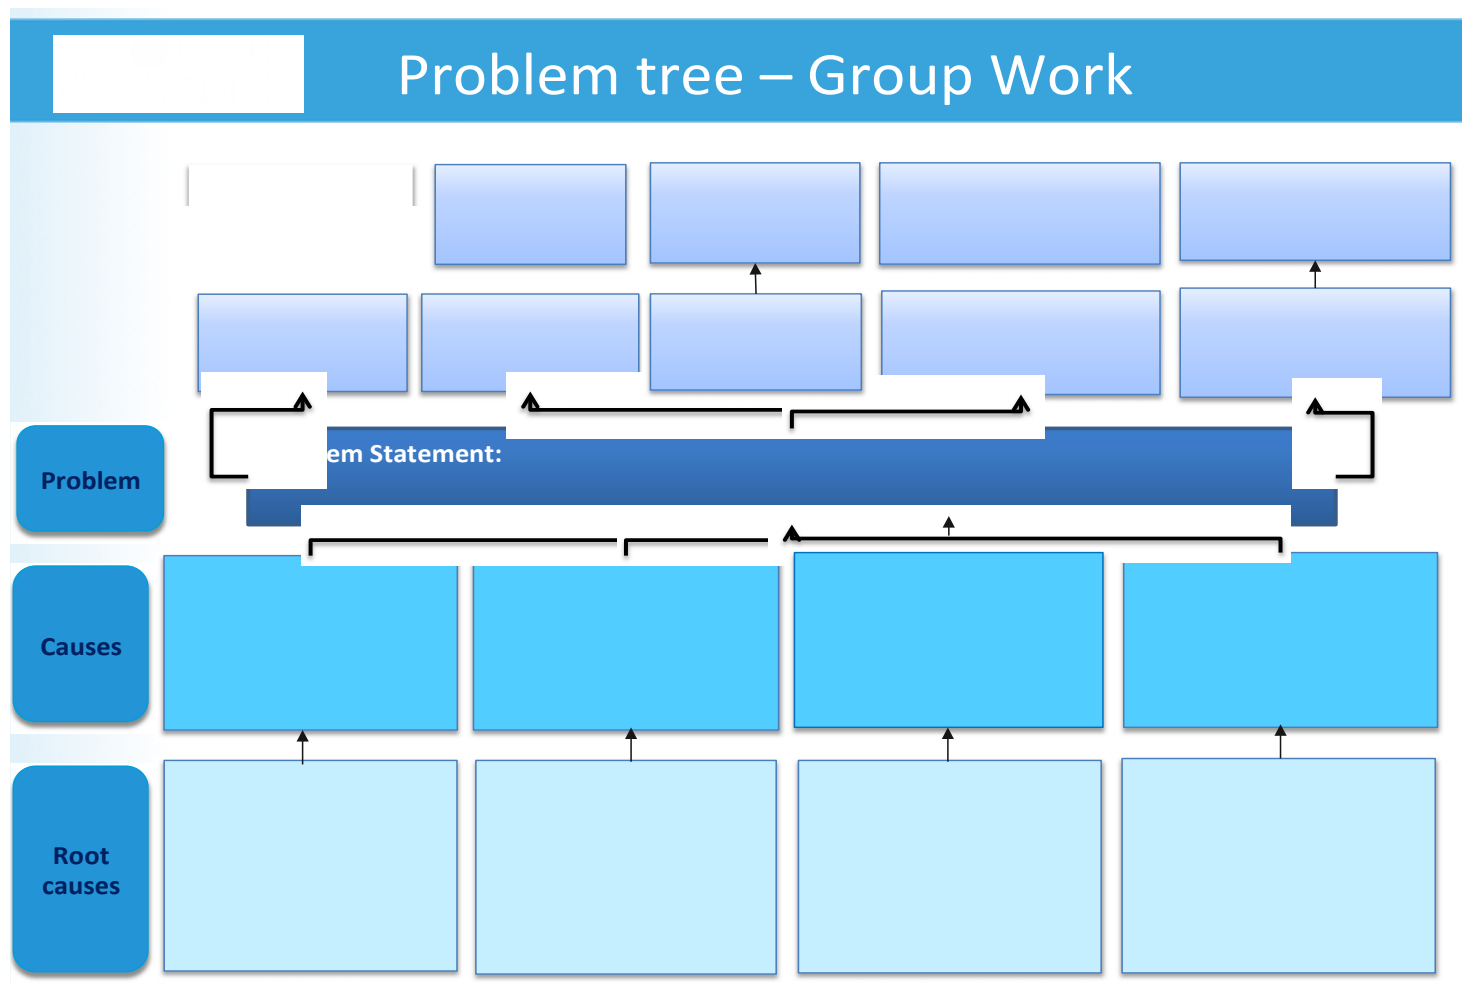 Problem tree – Group Work
em Statement:
Problem
Causes
Root
causes